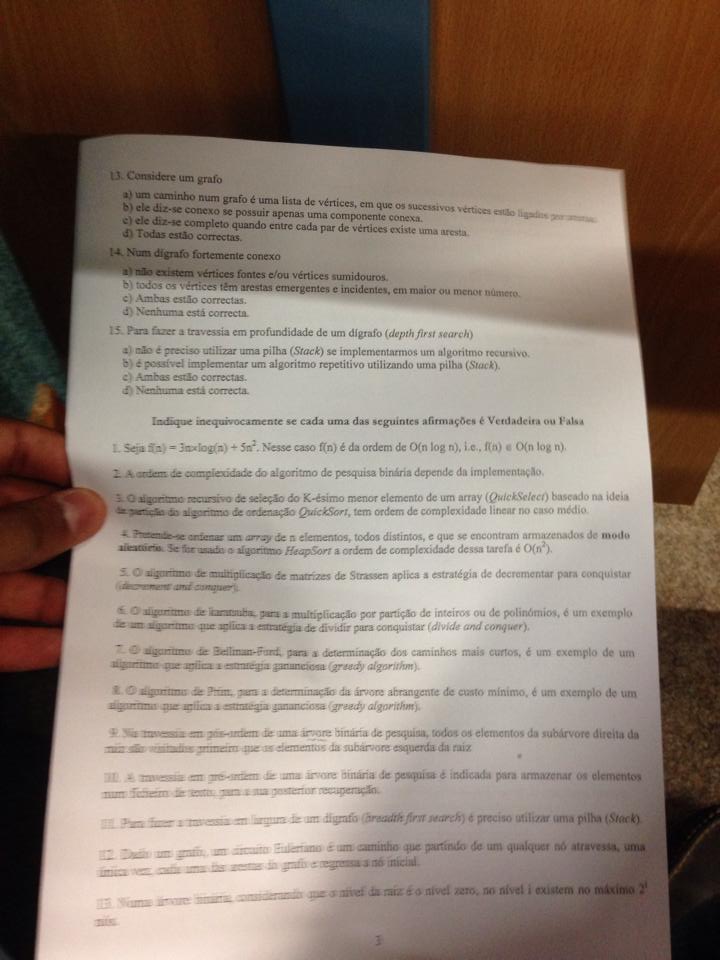 13. Considere um grafo
a) um caminho num grafo é uma lista de vértices, em que os sucessivos vértices estão ligados por arestas.
b) ele diz-se conexo se possuir apenas uma componente conexa.
c) ele diz-se completo quando entre cada par de vértices existe uma aresta.
d) Todas estão correctas.
14. Num dígrafo fortemente conexo
a) não existem vértices fontes e/ou vértices sumidouros.
b) todos os vértices têm arestas emergentes e incidentes, em maior ou menor número.
c) Ambas estão correctas.
d) Nenhuma está correcta.
15. Para fazer a travessia em profundidade de um dígrafo (depth first search)
a) não é preciso utilizar uma pilha (Stack) se implementarmos um algoritmo recursivo.
b) é possível implementar um algoritmo repetitivo utilizando uma pilha (Stack).
c) Ambas estão correctas.
d) Nenhuma está correcta.
Indique inequivocamente se cada uma das seguintes afirmações é Verdadeira ou Falsa
1. Seja f(n) = 3n×log(n) + 5n². Nesse caso f(n) é da ordem de O(n log n), i.e., f(n) ∈ O(n log n).
2. A ordem de complexidade do algoritmo de pesquisa binária depende da implementação.
3. O algoritmo recursivo de seleção do K-ésimo menor elemento de um array (QuickSelect) baseado na ideia
de partição do algoritmo de ordenação QuickSort, tem ordem de complexidade linear no caso médio.
4. Pretende-se ordenar um array de n elementos, todos distintos, e que se encontram armazenados de modo
aleatório. Se for usado o algoritmo HeapSort a ordem de complexidade dessa tarefa é O(n²).
5. O algoritmo de multiplicação de matrizes de Strassen aplica a estratégia de decrementar para conquistar
(decrement and conquer).
6. O algoritmo de Karatsuba, para a multiplicação por partição de inteiros ou de polinómios, é um exemplo
de um algoritmo que aplica a estratégia de dividir para conquistar (divide and conquer).
7. O algoritmo de Bellman-Ford, para a determinação dos caminhos mais curtos, é um exemplo de um
algoritmo que aplica a estratégia gananciosa (greedy algorithm).
8. O algoritmo de Prim, para a determinação da árvore abrangente de custo mínimo, é um exemplo de um
algoritmo que aplica a estratégia gananciosa (greedy algorithm).
9. Na travessia em pós-ordem de uma árvore binária de pesquisa, todos os elementos da subárvore direita da
raiz são visitados primeiro que os elementos da subárvore esquerda da raiz
10. A travessia em pré-ordem de uma árvore binária de pesquisa é indicada para armazenar os elementos
num ficheiro de texto, para a sua posterior recuperação.
11. Para fazer a travessia em largura de um dígrafo (breadth first search) é preciso utilizar uma pilha (Stack).
12. Dado um grafo, um circuito Euleriano é um caminho que partindo de um qualquer nó atravessa, uma
única vez, cada uma das arestas do grafo e regressa a nó inicial.
13. Numa árvore binária, considerando que o nível da raiz é o nível zero, no nível i existem no máximo 2ⁱ
nós.
3